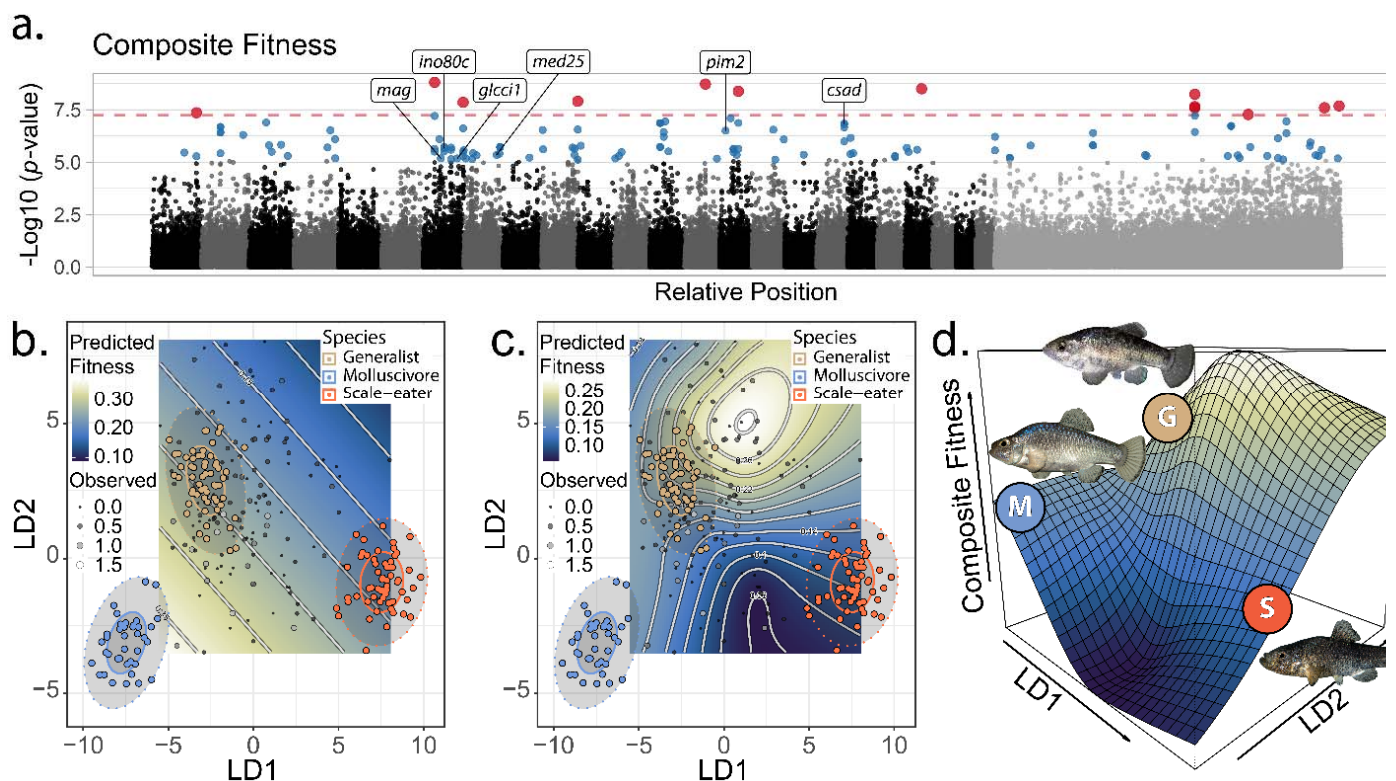 a.
Composite Fitness
ino80c
med25
pim2
mag
glcci1
csad
7.5
5.0
2.5
0.0
-Log10 (p-value)
Relative Position
b.
Predicted
Fitness
0.30
0.20
0.10
Observed
0.0
0.5
1.0
1.5
Species
Generalist
Molluscivore
Scale-eater
5
0
−5
LD2
−10
−5
0
5
10
LD1
c.
Predicted
Fitness
0.25
0.20
0.15
0.10
Observed
0.0
0.5
1.0
1.5
Species
Generalist
Molluscivore
Scale-eater
0.26
0.22
5
0
−5
LD2
−10
−5
0
5
10
LD1
d.
G
M
S
Composite Fitness
LD1
LD2